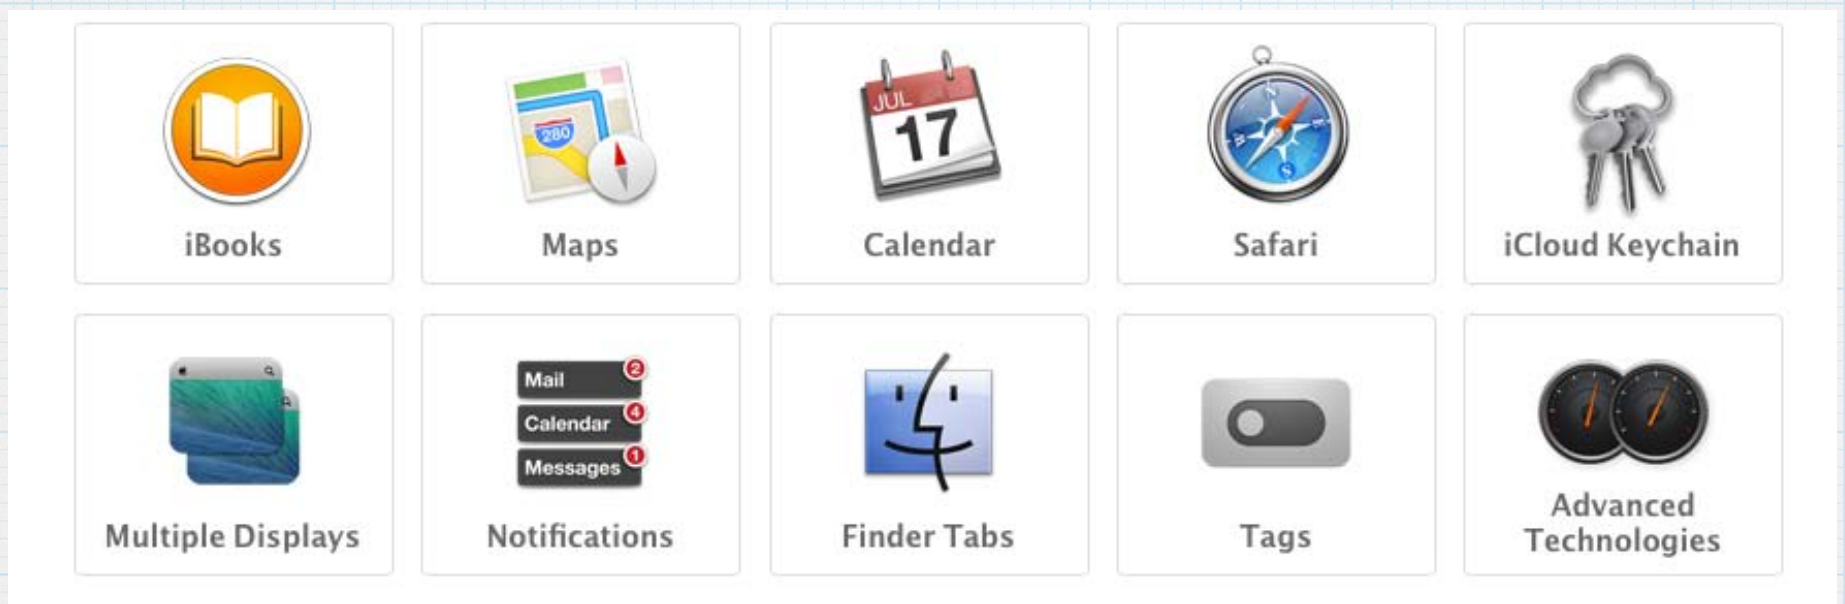 280
JUL
17
N
E
S
W
iBooks
Maps
Calendar
Safari
iCloud Keychain
Mail 2
Calendar 4
Messages 1
Multiple Displays
Notifications
Finder Tabs
Tags
Advanced
Technologies